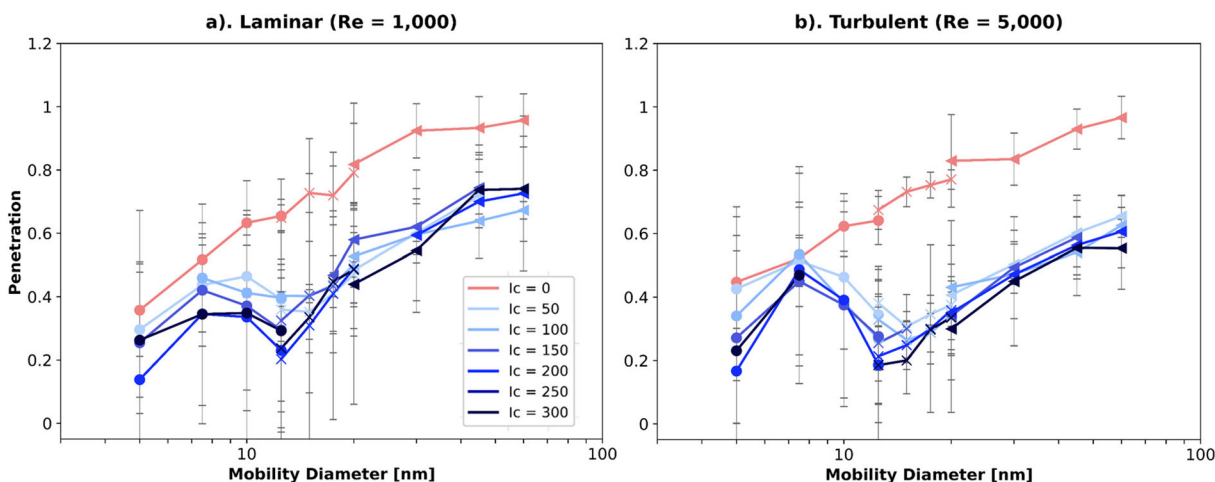 a). Laminar (Re = 1,000)
b). Turbulent (Re = 5,000)
Penetration
1.2
1
0.8
0.6
0.4
0.2
0
Ic = 0
Ic = 50
Ic = 100
Ic = 150
Ic = 200
Ic = 250
Ic = 300
10
100
Mobility Diameter [nm]
1.2
1
0.8
0.6
0.4
0.2
0
10
100
Mobility Diameter [nm]